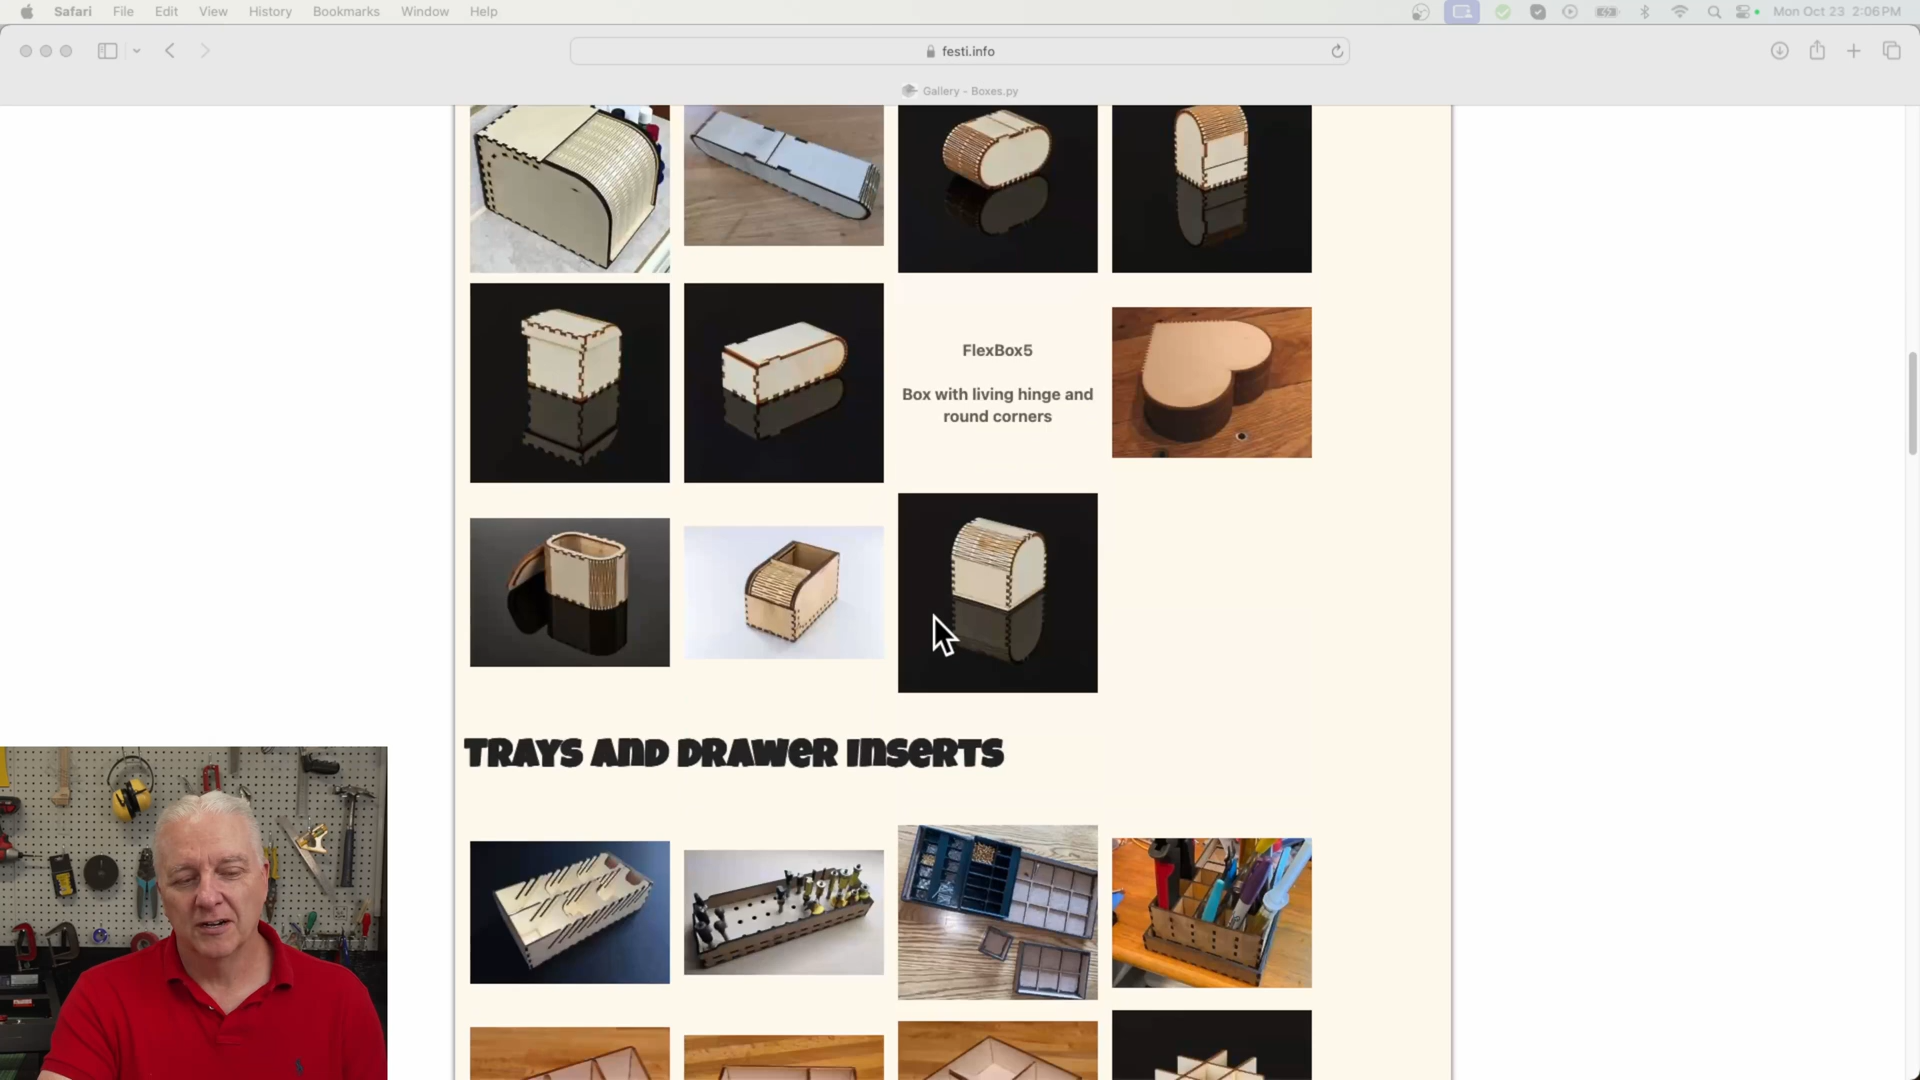 Safari File Edit View History Bookmarks Window Help Mon Oct 23 2:06 PM
festi.info
Gallery - Boxes.py
FlexBox5
Box with living hinge and
round corners
Trays and Drawer Inserts